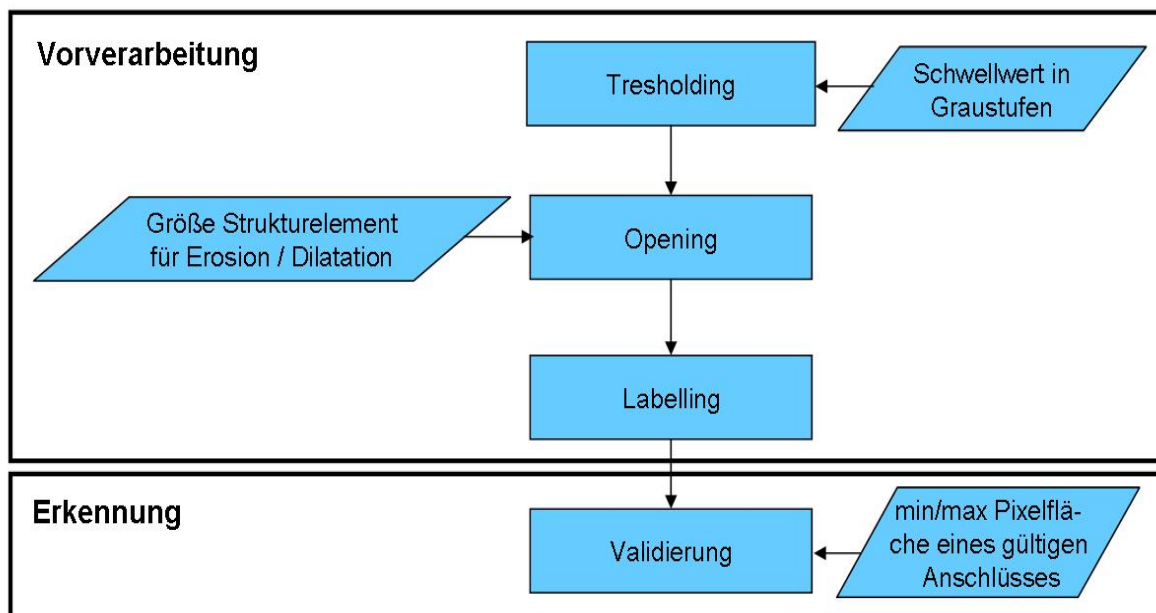 Vorverarbeitung
Tresholding
Schwellwert in
Graustufen
Größe Strukturelement
für Erosion / Dilatation
Opening
Labelling
Erkennung
Validierung
min/max Pixelflä-
che eines gültigen
Anschlüsses